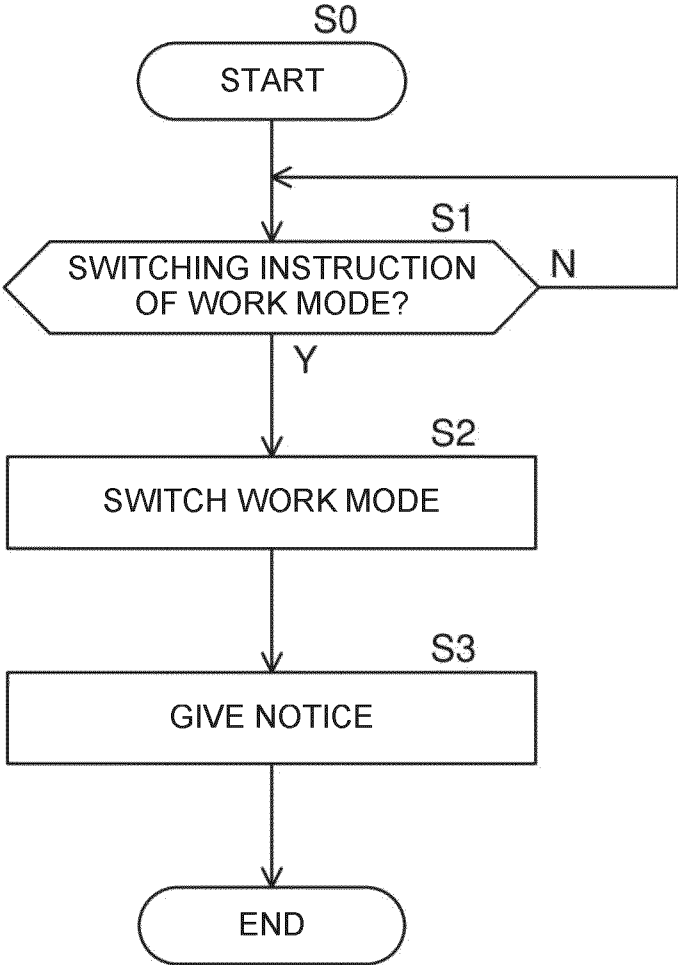 S0
START
S1
SWITCHING INSTRUCTION
OF WORK MODE?
N
Y
S2
SWITCH WORK MODE
S3
GIVE NOTICE
END